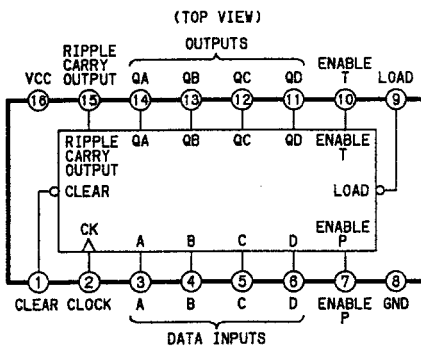 (TOP VIEW)
OUTPUTS
VCC
RIPPLE
CARRY
OUTPUT
QA
QB
QC
QD
ENABLE
T
LOAD
16
15
14
13
12
11
10
9
RIPPLE
CARRY
OUTPUT
QA
QB
QC
QD
ENABLE
T
CLEAR
LOAD
CK
A
B
C
D
ENABLE
P
1
2
3
4
5
6
7
8
CLEAR
CLOCK
A
B
C
D
ENABLE
P
GND
DATA INPUTS